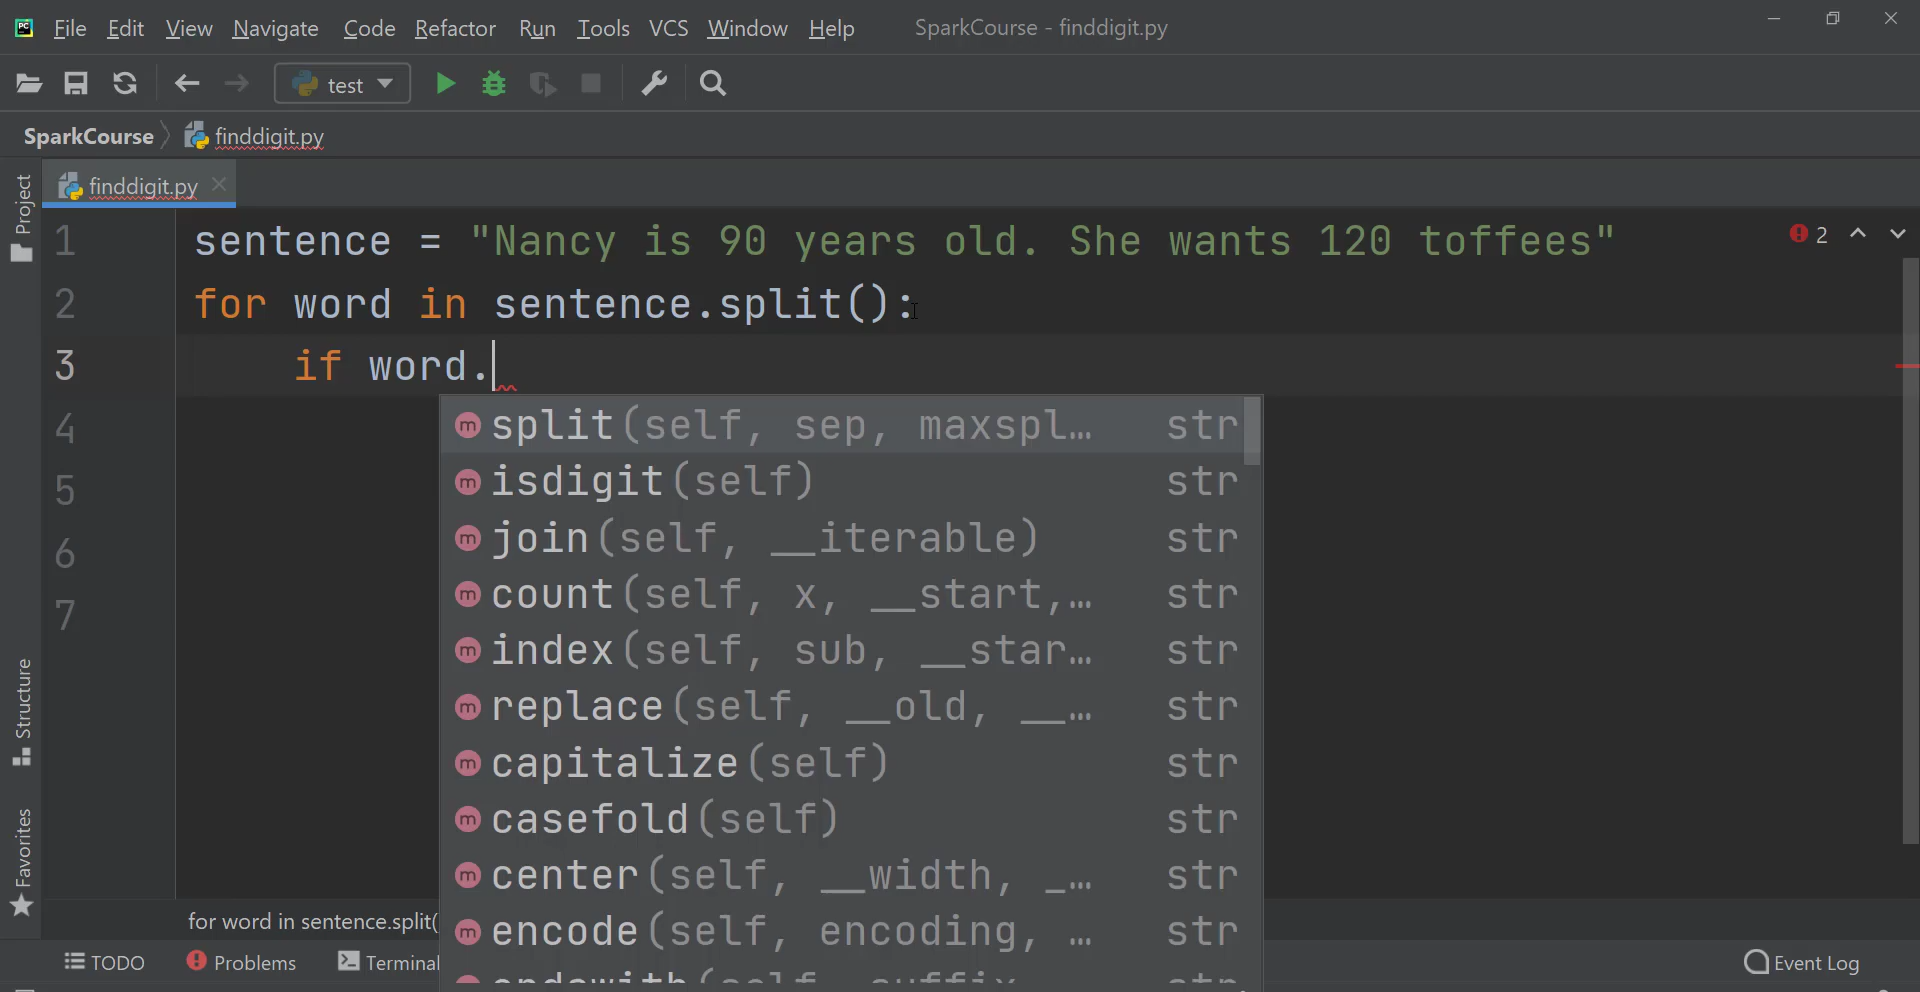 File Edit View Navigate Code Refactor Run Tools VCS Window Help SparkCourse - finddigit.py
test
SparkCourse finddigit.py
Project
finddigit.py
1 sentence = "Nancy is 90 years old. She wants 120 toffees"
2
2 for word in sentence.split():
3 if word.
4
5
6
7
split(self, sep, maxspl… str
isdigit(self) str
join(self, __iterable) str
count(self, x, __start,… str
index(self, sub, __star… str
replace(self, __old, __… str
capitalize(self) str
casefold(self) str
center(self, __width, _… str
encode(self, encoding, … str
Structure
Favorites
for word in sentence.split(
TODO Problems Terminal Event Log